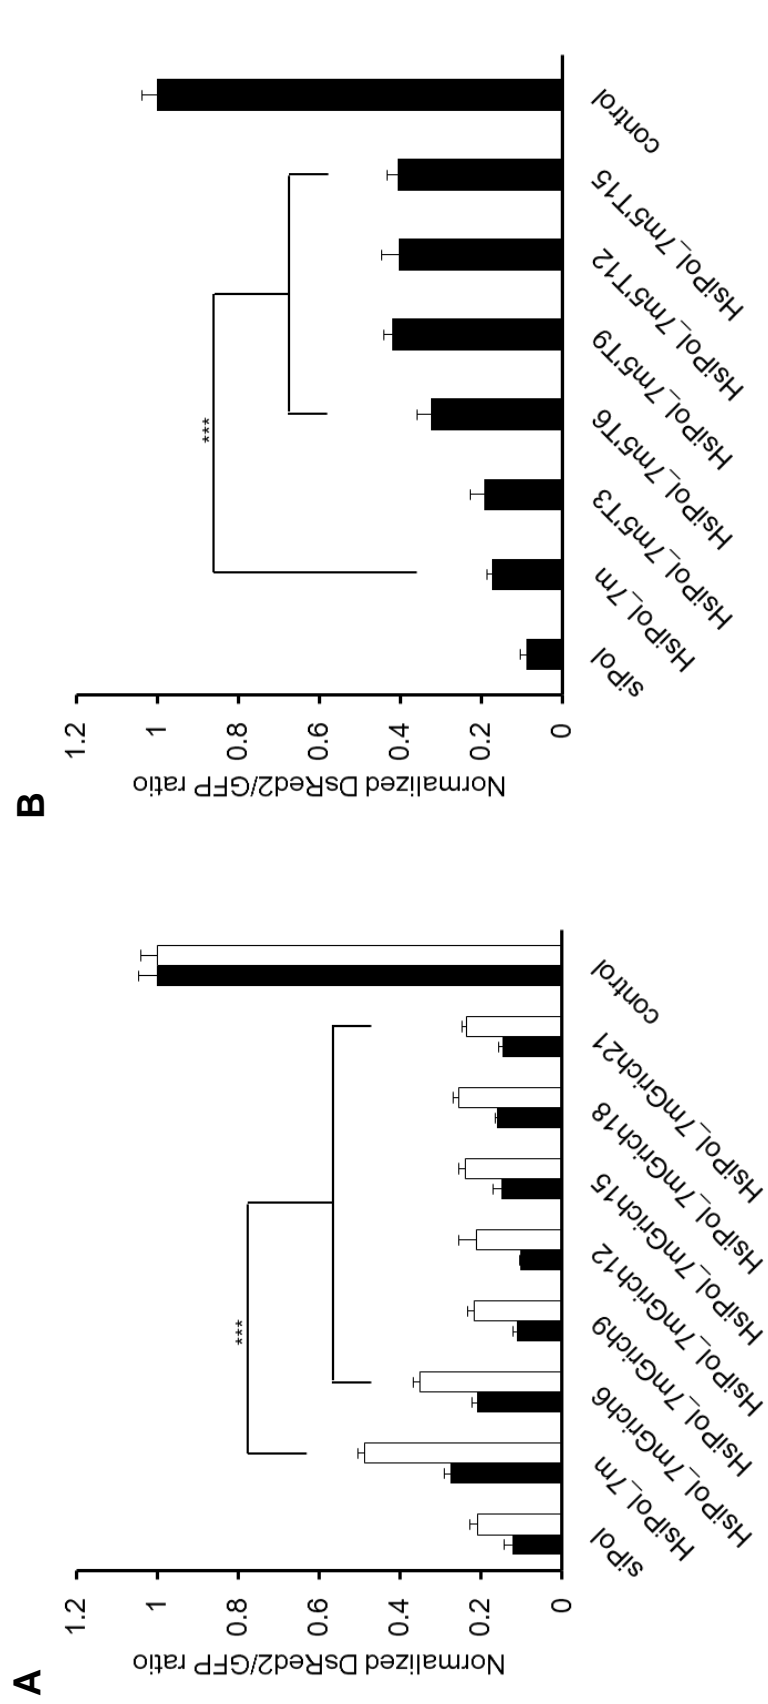 A
Normalized DsRed2/GFP ratio
1.2
1
0.8
0.6
0.4
0.2
0
***
siPol
HsiPol_7m
HsiPol_7mGrich6
HsiPol_7mGrich9
HsiPol_7mGrich12
HsiPol_7mGrich15
HsiPol_7mGrich18
HsiPol_7mGrich21
control
B
Normalized DsRed2/GFP ratio
1.2
1
0.8
0.6
0.4
0.2
0
***
siPol
HsiPol_7m
HsiPol_7m5'T3
HsiPol_7m5'T6
HsiPol_7m5'T9
HsiPol_7m5'T12
HsiPol_7m5'T15
control